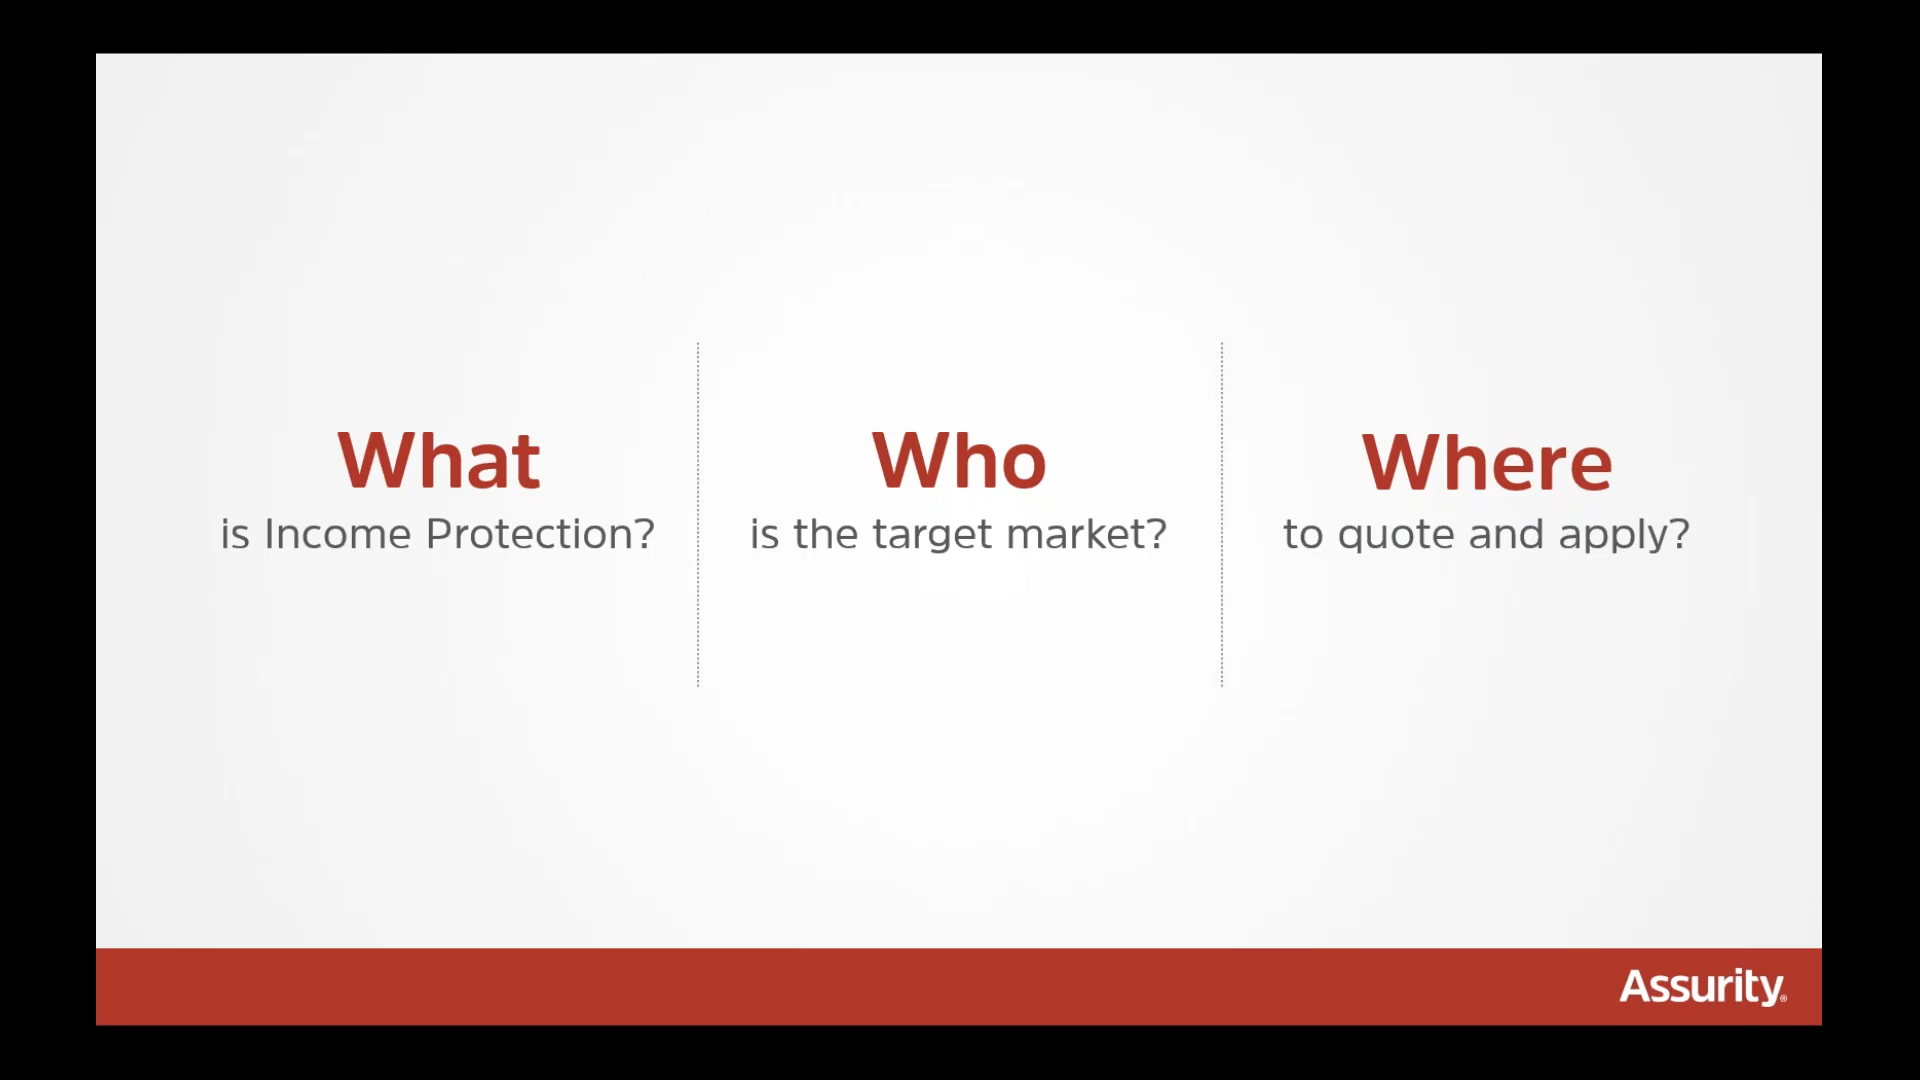 What
is Income Protection?
Who
is the target market?
Where
to quote and apply?
Assurity®